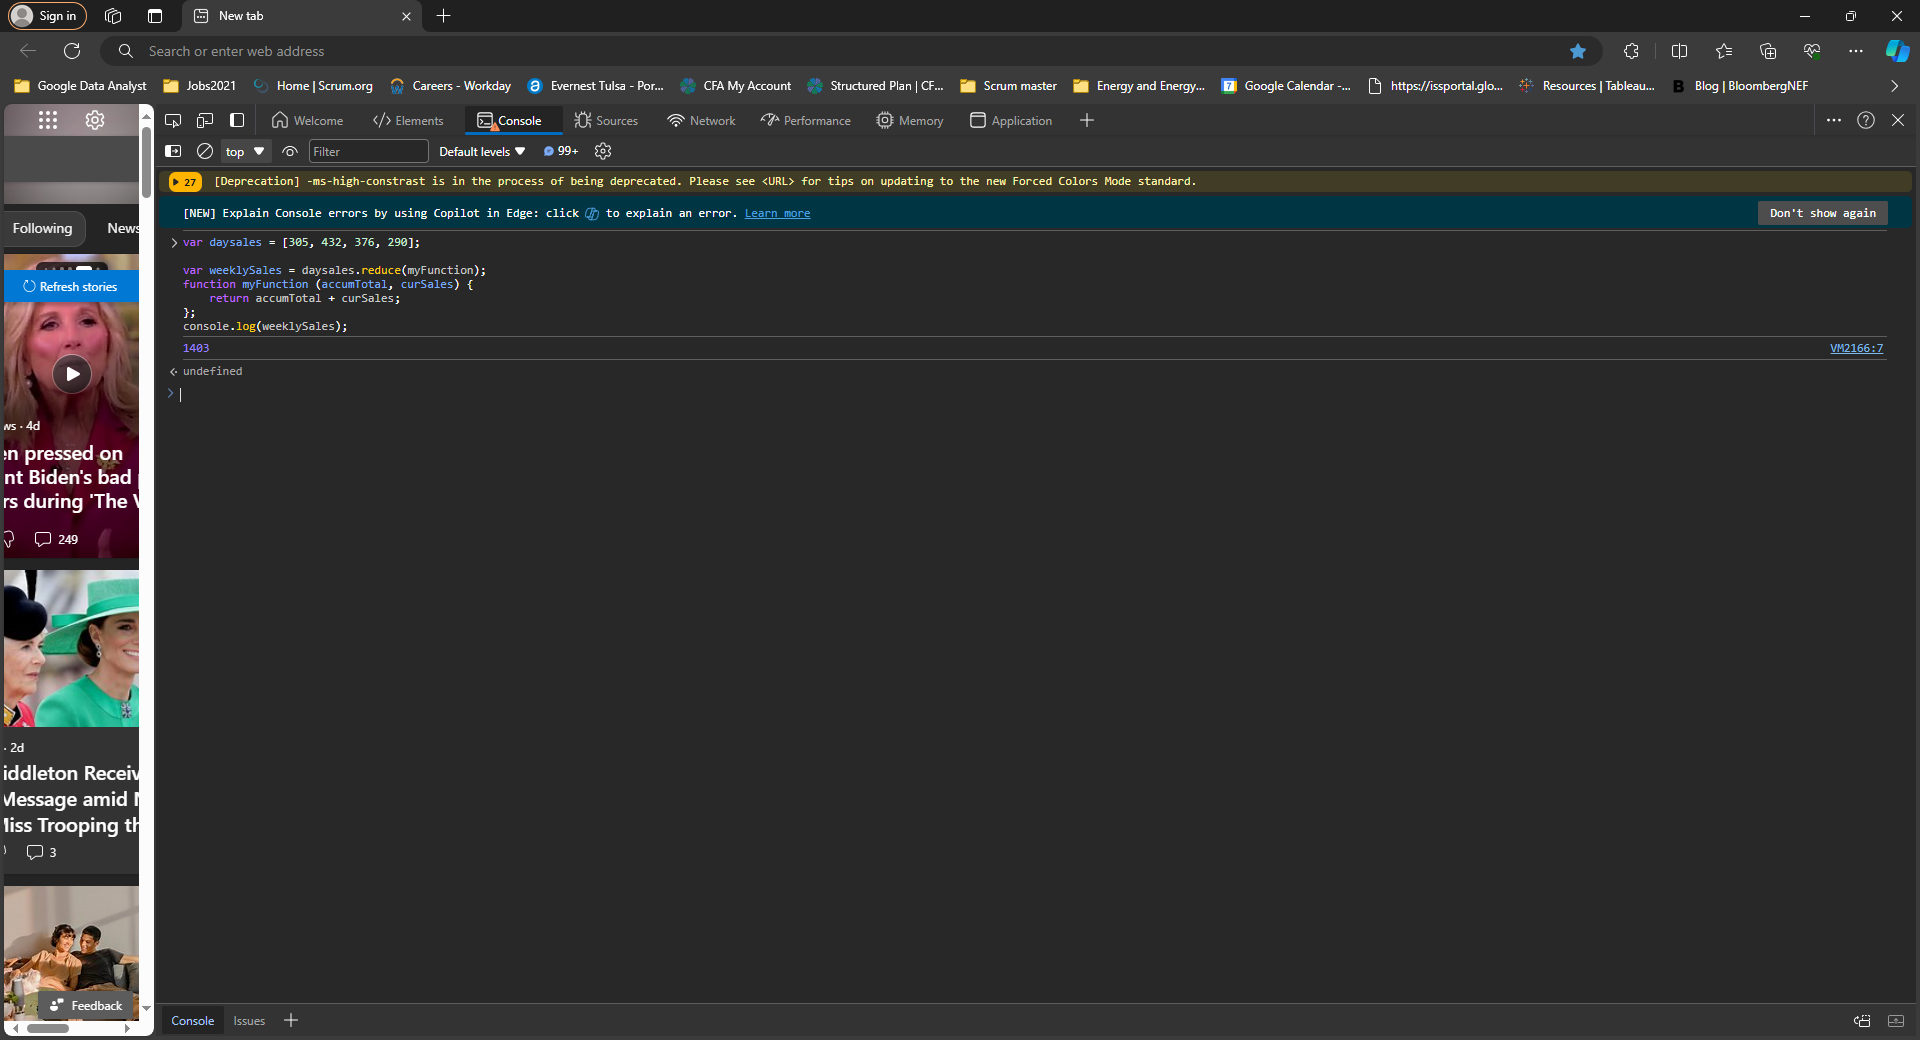 Sign in
New tab
Search or enter web address
Google Data Analyst
Jobs2021
Home | Scrum.org
Careers - Workday
Evernest Tulsa - Por...
CFA My Account
Structured Plan | CF...
Scrum master
Energy and Energy...
Google Calendar -...
https://issportal.glo...
Resources | Tableau...
Blog | BloombergNEF
Welcome
Elements
Console
Sources
Network
Performance
Memory
Application
top
Filter
Default levels
99+
27
[Deprecation] -ms-high-constrast is in the process of being deprecated. Please see <URL> for tips on updating to the new Forced Colors Mode standard.
[NEW] Explain Console errors by using Copilot in Edge: click to explain an error. Learn more
Don't show again
var daysales = [305, 432, 376, 290];
var weeklySales = daysales.reduce(myFunction);
function myFunction (accumTotal, curSales) {
return accumTotal + curSales;
};
console.log(weeklySales);
1403
VM2166:7
undefined
Following
News
Refresh stories
ws · 4d
en pressed on
nt Biden's bad
rs during 'The
249
· 2d
iddleton Receiv
Message amid
Miss Trooping th
3
Feedback
Console
Issues